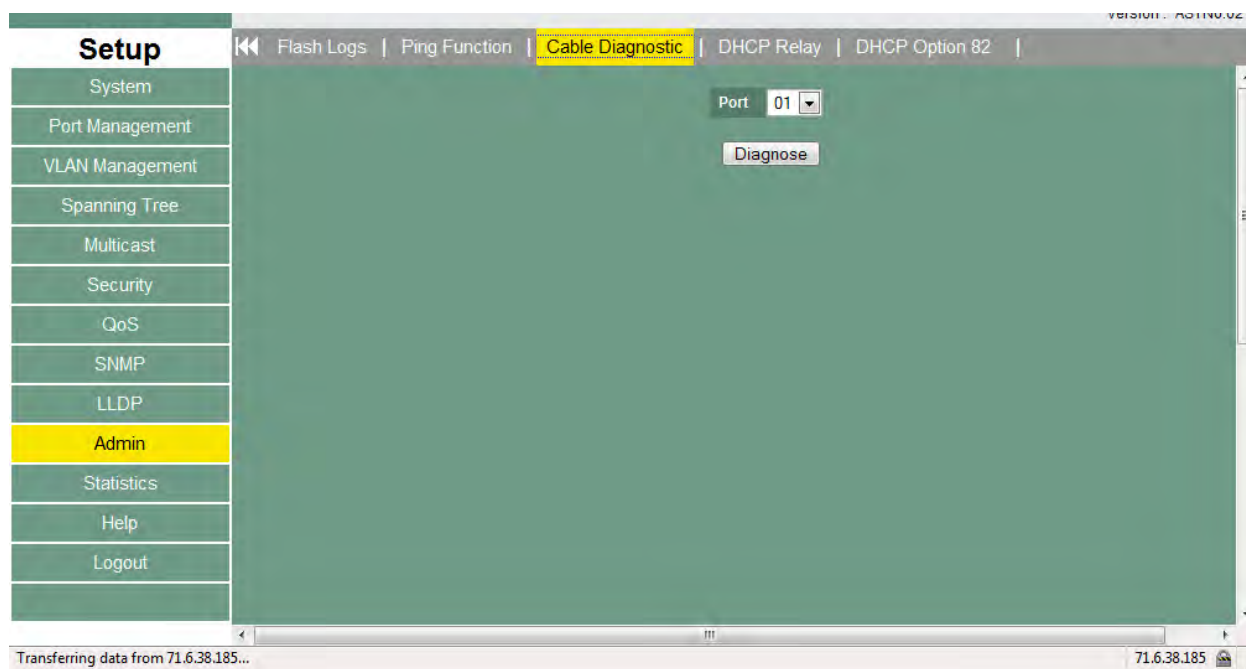 Setup
Flash Logs | Ping Function | Cable Diagnostic | DHCP Relay | DHCP Option 82 |
System
Port Management
VLAN Management
Spanning Tree
Multicast
Security
QoS
SNMP
LLDP
Admin
Statistics
Help
Logout
Port 01
Diagnose
Transferring data from 71.6.38.185...
71.6.38.185